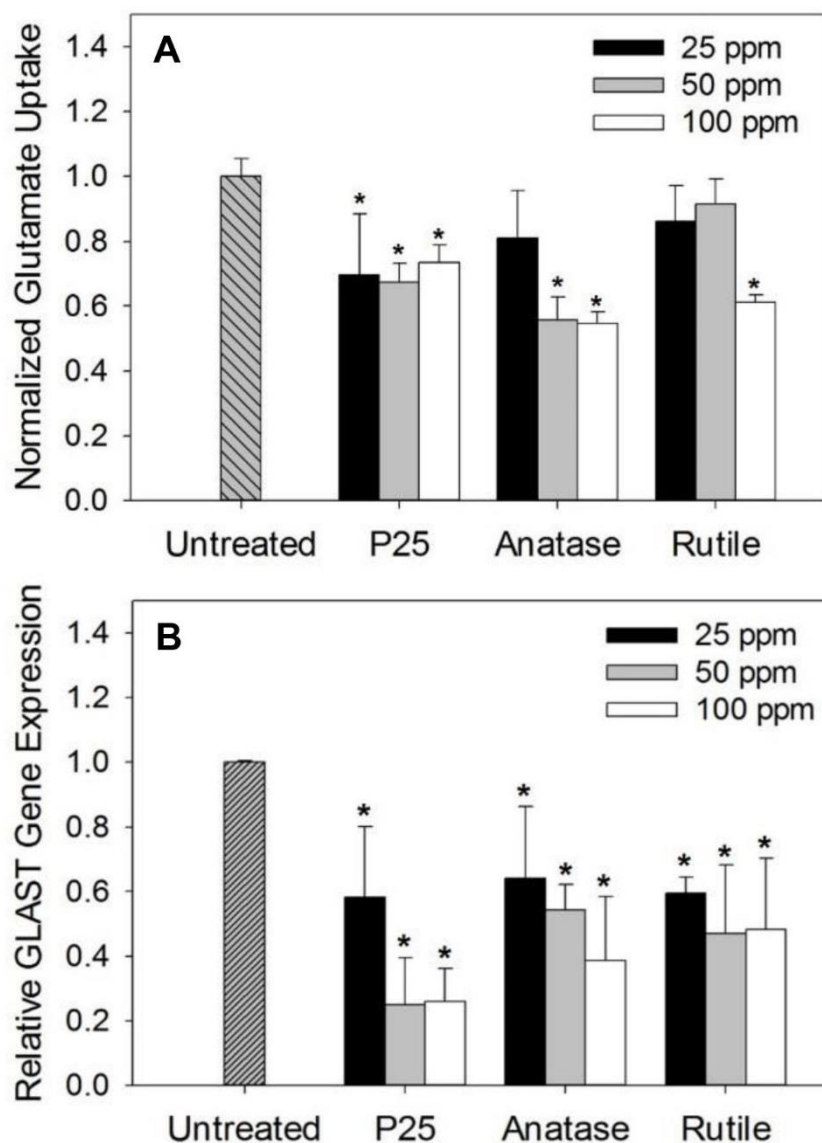 A
25 ppm
50 ppm
100 ppm
Normalized Glutamate Uptake
1.4
1.2
1.0
0.8
0.6
0.4
0.2
0.0
* * *
* *
*
Untreated P25 Anatase Rutile
B
25 ppm
50 ppm
100 ppm
Relative GLAST Gene Expression
1.4
1.2
1.0
0.8
0.6
0.4
0.2
0.0
* * *
* * *
* * *
Untreated P25 Anatase Rutile